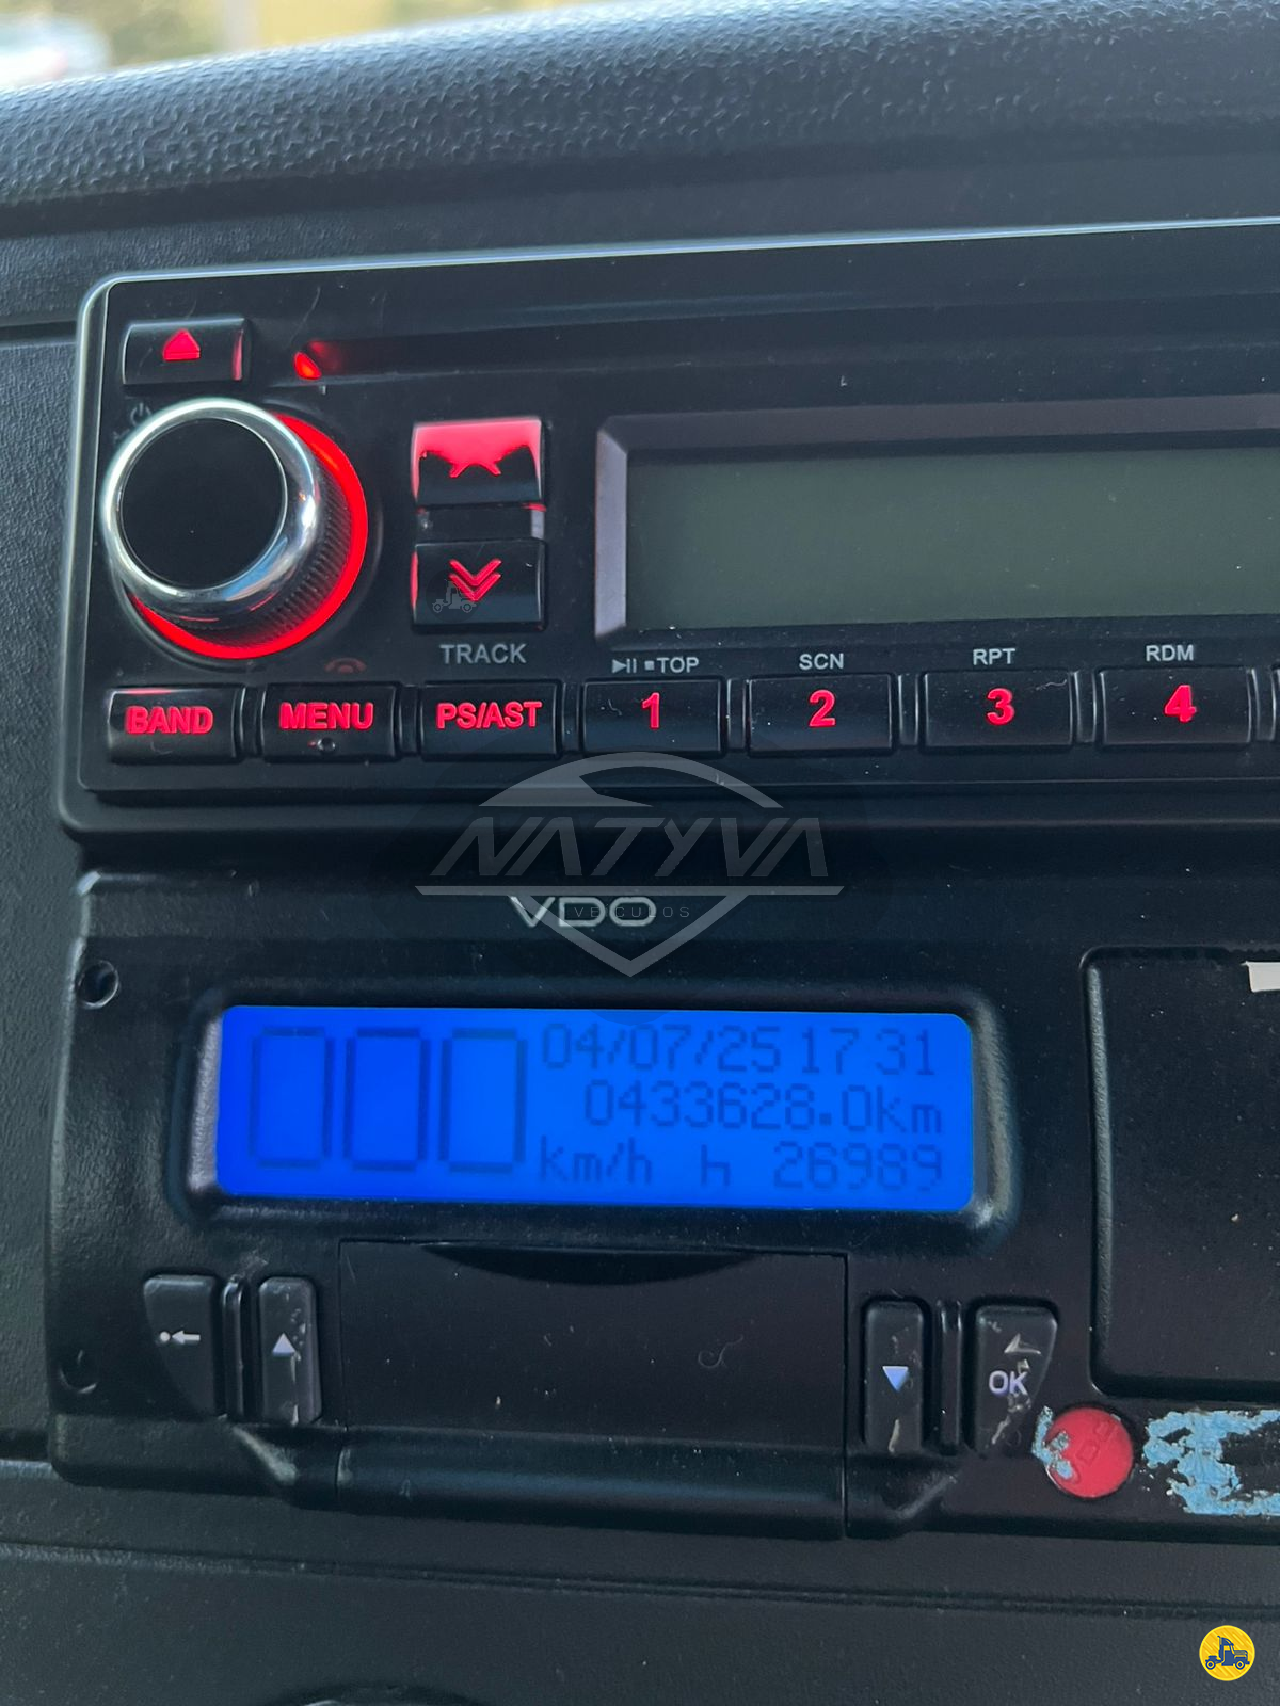 TRACK
▶II ■TOP SCN RPT RDM
BAND MENU PS/AST 1 2 3 4
NATYVA
VEÍCULOS
VDO
000 04/07/25 17 31
0433628.0km
km/h h 26989
OK